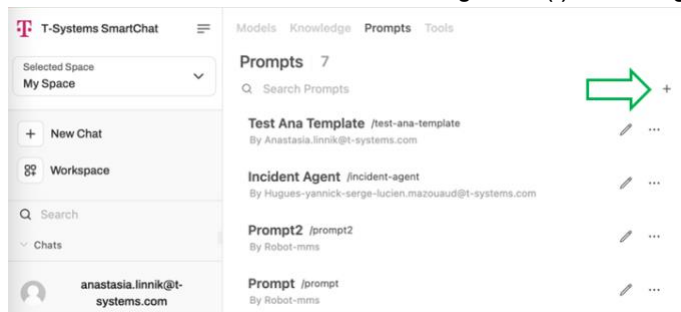 T-Systems SmartChat
Selected Space
My Space
New Chat
Workspace
Search
Chats
anastasia.linnik@t-
systems.com
Models Knowledge Prompts Tools
Prompts 7
Search Prompts
Test Ana Template /test-ana-template
By Anastasia.linnik@t-systems.com
Incident Agent /incident-agent
By Hugues-yannick-serge-lucien.mazouaud@t-systems.com
Prompt2 /prompt2
By Robot-mms
Prompt /prompt
By Robot-mms